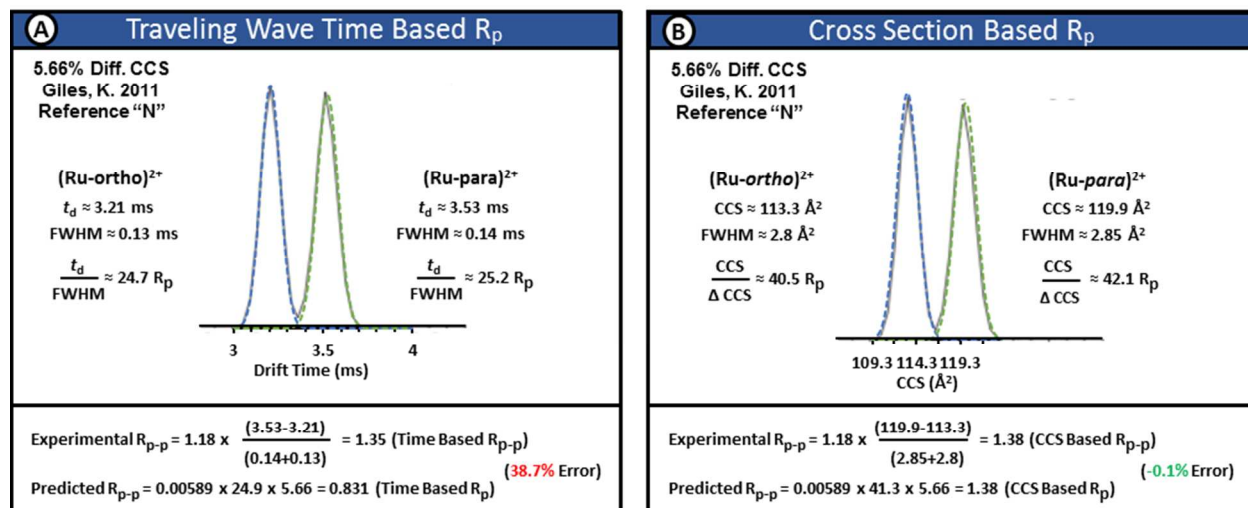 A Traveling Wave Time Based Rp
5.66% Diff. CCS
Giles, K. 2011
Reference “N”
(Ru-ortho)²⁺
td ≈ 3.21 ms
FWHM ≈ 0.13 ms
td
≈ 24.7 Rp
FWHM
(Ru-para)²⁺
td ≈ 3.53 ms
FWHM ≈ 0.14 ms
td
≈ 25.2 Rp
FWHM
3 3.5 4
Drift Time (ms)
(3.53-3.21)
Experimental Rp-p = 1.18 x = 1.35 (Time Based Rp-p)
(0.14+0.13)
(38.7% Error)
Predicted Rp-p = 0.00589 x 24.9 x 5.66 = 0.831 (Time Based Rp)
B Cross Section Based Rp
5.66% Diff. CCS
Giles, K. 2011
Reference “N”
(Ru-ortho)²⁺
CCS ≈ 113.3 Å²
FWHM ≈ 2.8 Å²
CCS
≈ 40.5 Rp
Δ CCS
(Ru-para)²⁺
CCS ≈ 119.9 Å²
FWHM ≈ 2.85 Å²
CCS
≈ 42.1 Rp
Δ CCS
109.3 114.3 119.3
CCS (Å²)
(119.9-113.3)
Experimental Rp-p = 1.18 x = 1.38 (CCS Based Rp-p)
(2.85+2.8)
(-0.1% Error)
Predicted Rp-p = 0.00589 x 41.3 x 5.66 = 1.38 (CCS Based Rp)